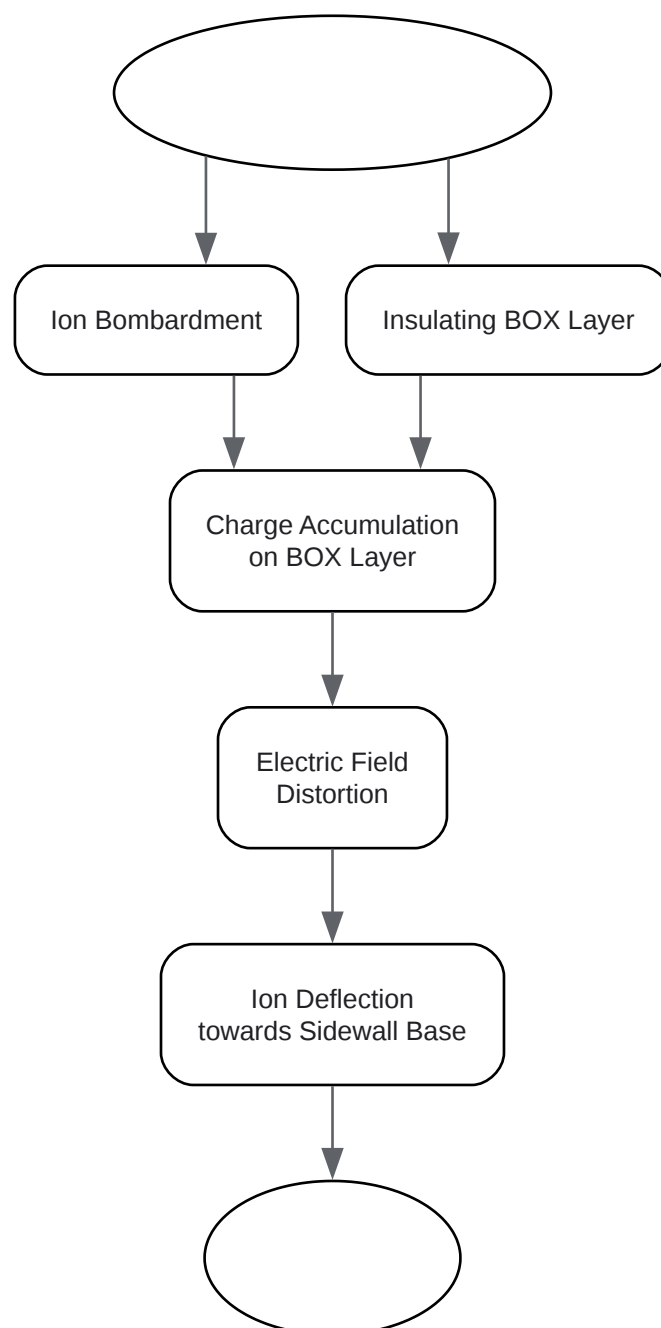 Ion Bombardment
Insulating BOX Layer
Charge Accumulation
on BOX Layer
Electric Field
Distortion
Ion Deflection
towards Sidewall Base